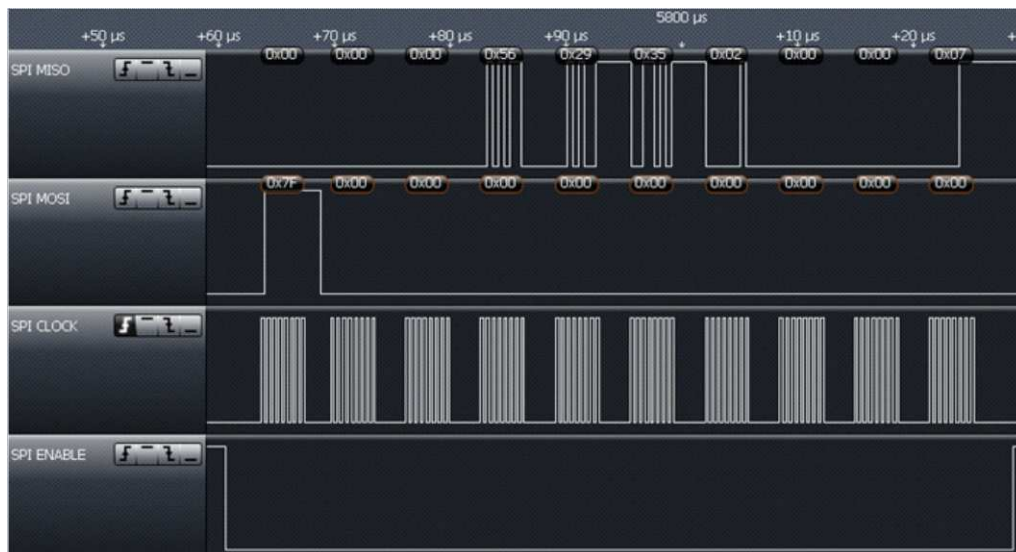 5800 µs
+50 µs +60 µs +70 µs +80 µs +90 µs +10 µs +20 µs +
0x00 0x00 0x00 0x56 0x29 0x35 0x02 0x00 0x00 0x07
SPI MISO
0x7F 0x00 0x00 0x00 0x00 0x00 0x00 0x00 0x00 0x00
SPI MOSI
SPI CLOCK
SPI ENABLE